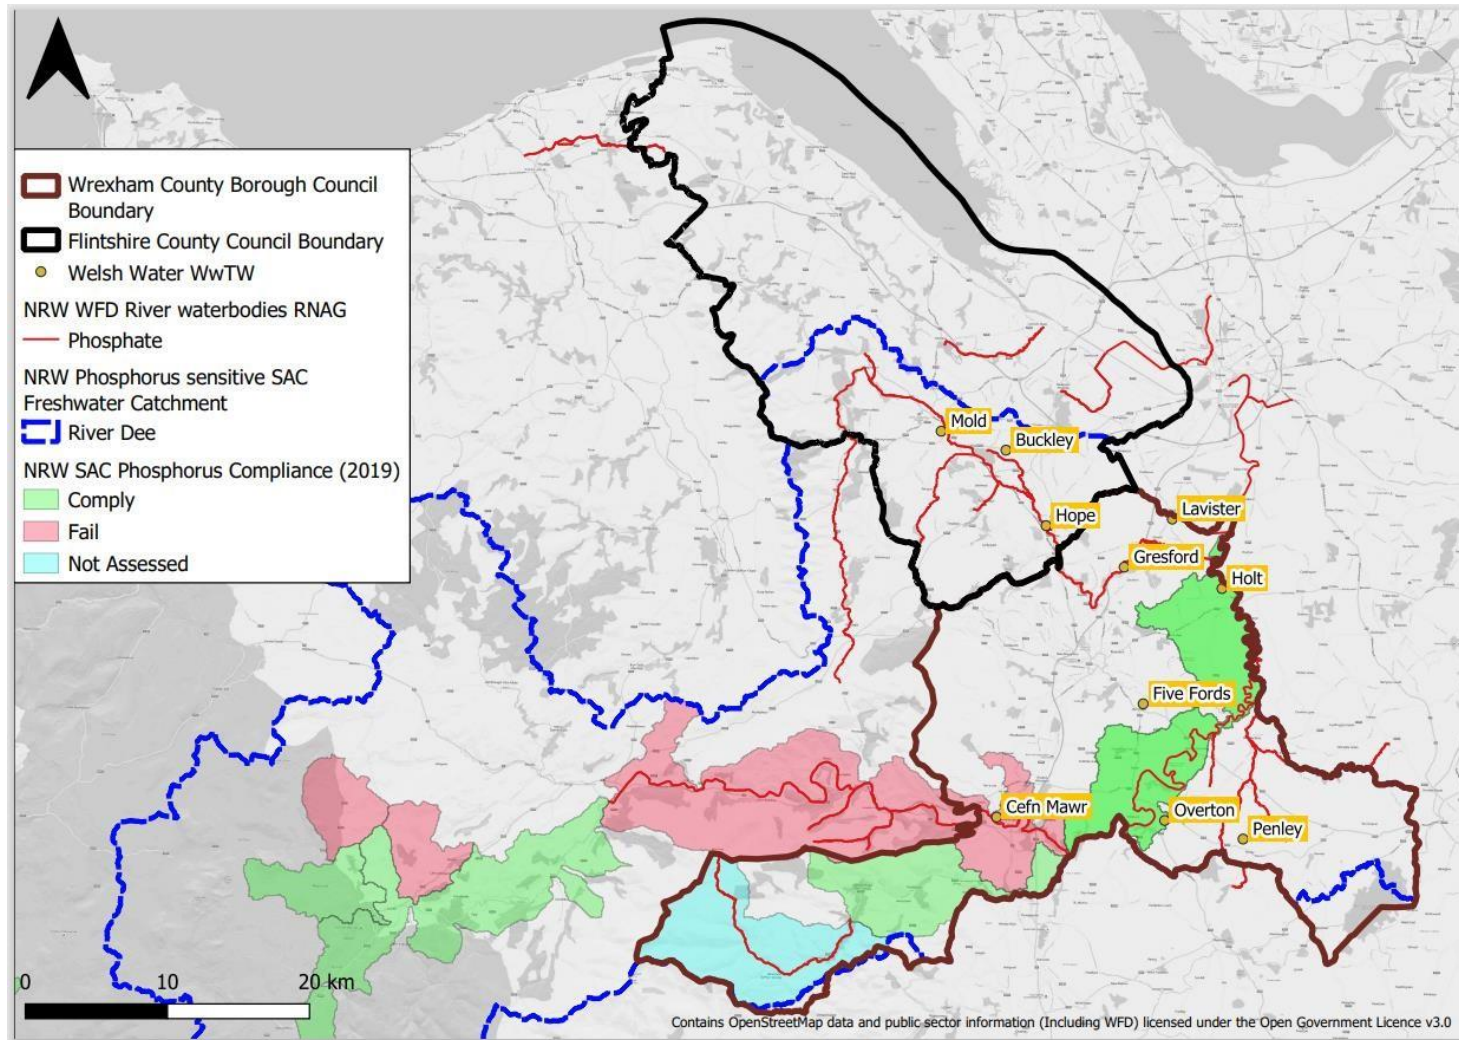 Wrexham County Borough Council
Boundary
Flintshire County Council Boundary
Welsh Water WwTW
NRW WFD River waterbodies RNAG
Phosphate
NRW Phosphorus sensitive SAC
Freshwater Catchment
River Dee
NRW SAC Phosphorus Compliance (2019)
Comply
Fail
Not Assessed
Mold
Buckley
Hope
Lavister
Gresford
Holt
Five Fords
Cefn Mawr
Overton
Penley
0 10 20 km
Contains OpenStreetMap data and public sector information (Including WFD) licensed under the Open Government Licence v3.0